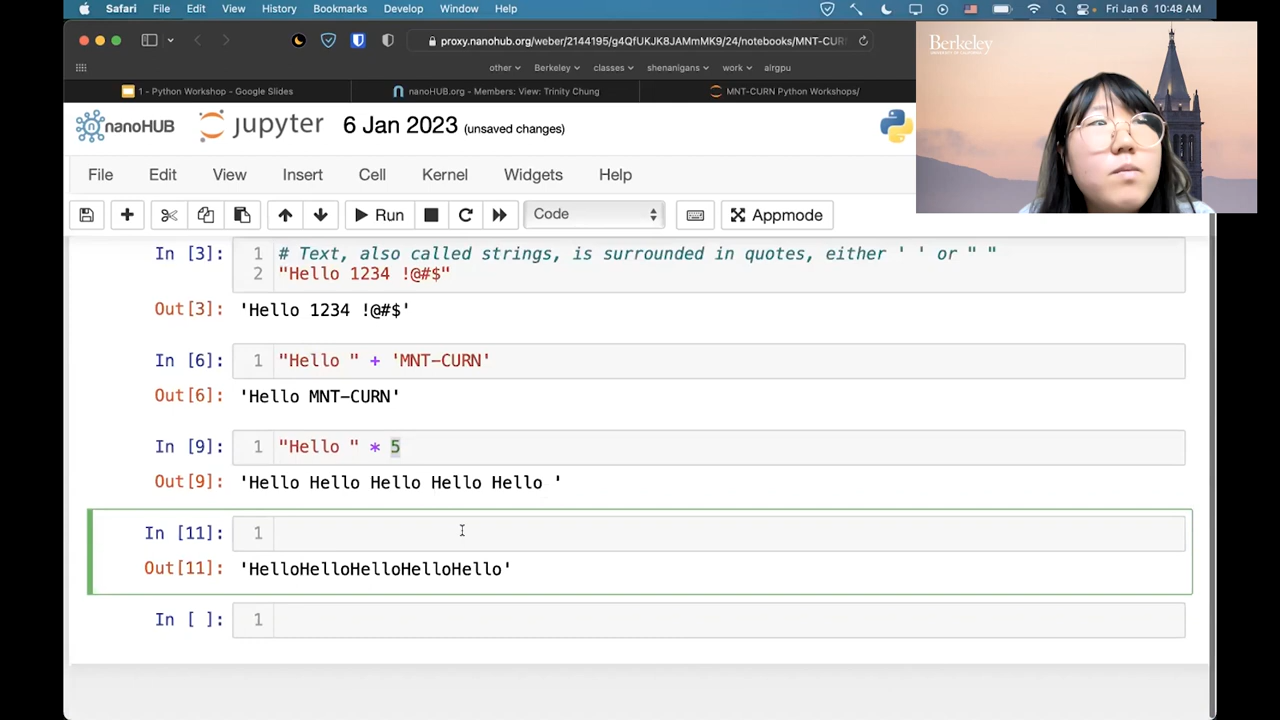 Safari File Edit View History Bookmarks Develop Window Help Fri Jan 6 10:48 AM
proxy.nanohub.org/weber/2144195/g4QfUKJK8JAMmMK9/24/notebooks/MNT-CUR
other Berkeley classes shenanigans work airgpu
1 - Python Workshop - Google Slides nanoHUB.org - Members: View: Trinity Chung MNT-CURN Python Workshops/
Berkeley
nanoHUB jupyter 6 Jan 2023 (unsaved changes)
File Edit View Insert Cell Kernel Widgets Help
Run Code Appmode
In [3]: 1 # Text, also called strings, is surrounded in quotes, either ' ' or " "
2 "Hello 1234 !@#$"
Out[3]: 'Hello 1234 !@#$'
In [6]: 1 "Hello " + 'MNT-CURN'
Out[6]: 'Hello MNT-CURN'
In [9]: 1 "Hello " * 5
Out[9]: 'Hello Hello Hello Hello Hello '
In [11]: 1
Out[11]: 'HelloHelloHelloHelloHello'
In [ ]: 1